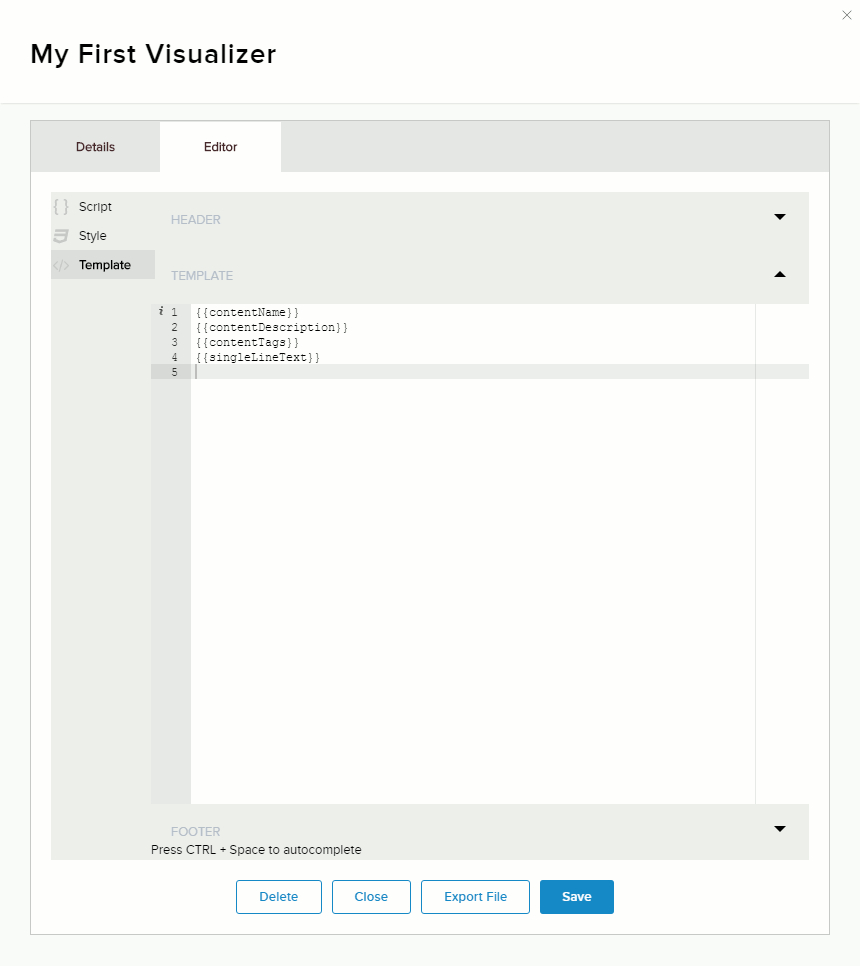 My First Visualizer
Details
Editor
{ } Script
Style
</> Template
HEADER
TEMPLATE
i 1 {{contentName}}
2 {{contentDescription}}
3 {{contentTags}}
4 {{singleLineText}}
5
FOOTER
Press CTRL + Space to autocomplete
Delete
Close
Export File
Save